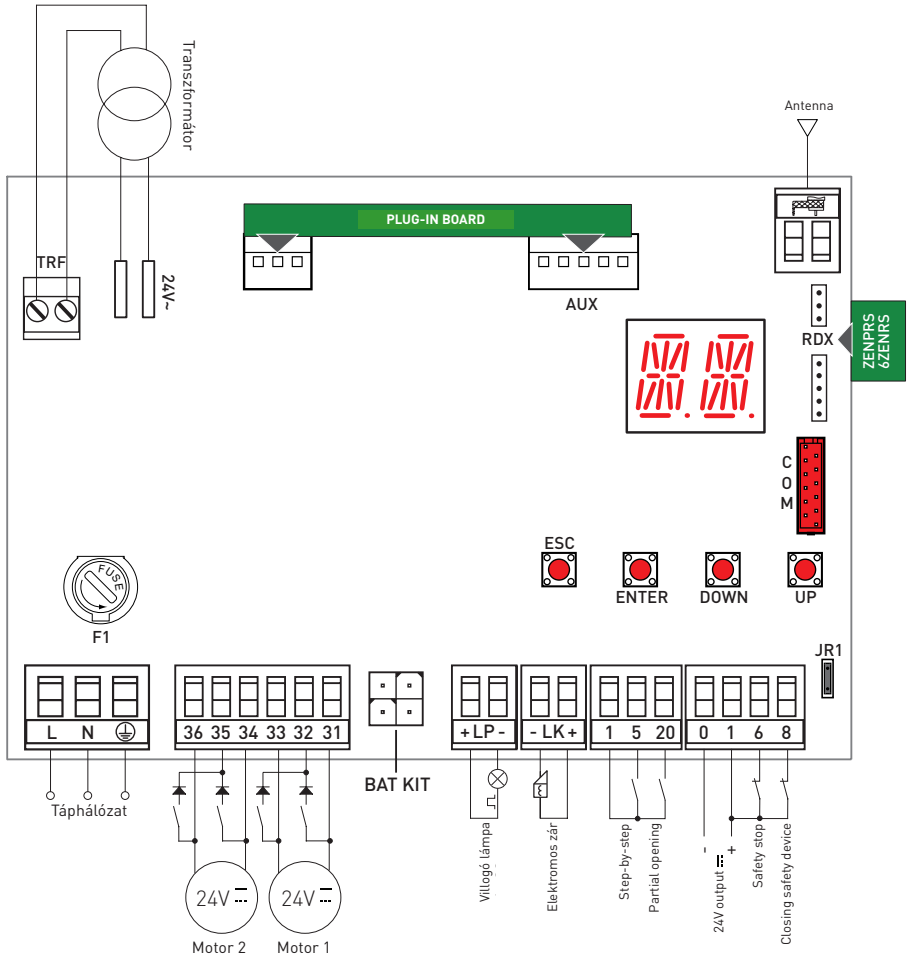 Transzformátor
Antenna
PLUG-IN BOARD
TRF
24V~
AUX
RDX
ZENPRS
6ZENRS
COM
ESC
ENTER
DOWN
UP
FUSE
F1
JR1
L N
36 35 34 33 32 31
BAT KIT
+ LP -
- LK +
1 5 20
0 1 6 8
Táphálózat
24V
Motor 2
24V
Motor 1
Villogó lámpa
Elektromos zár
Step-by-step
Partial opening
- 24V output +
Safety stop
Closing safety device